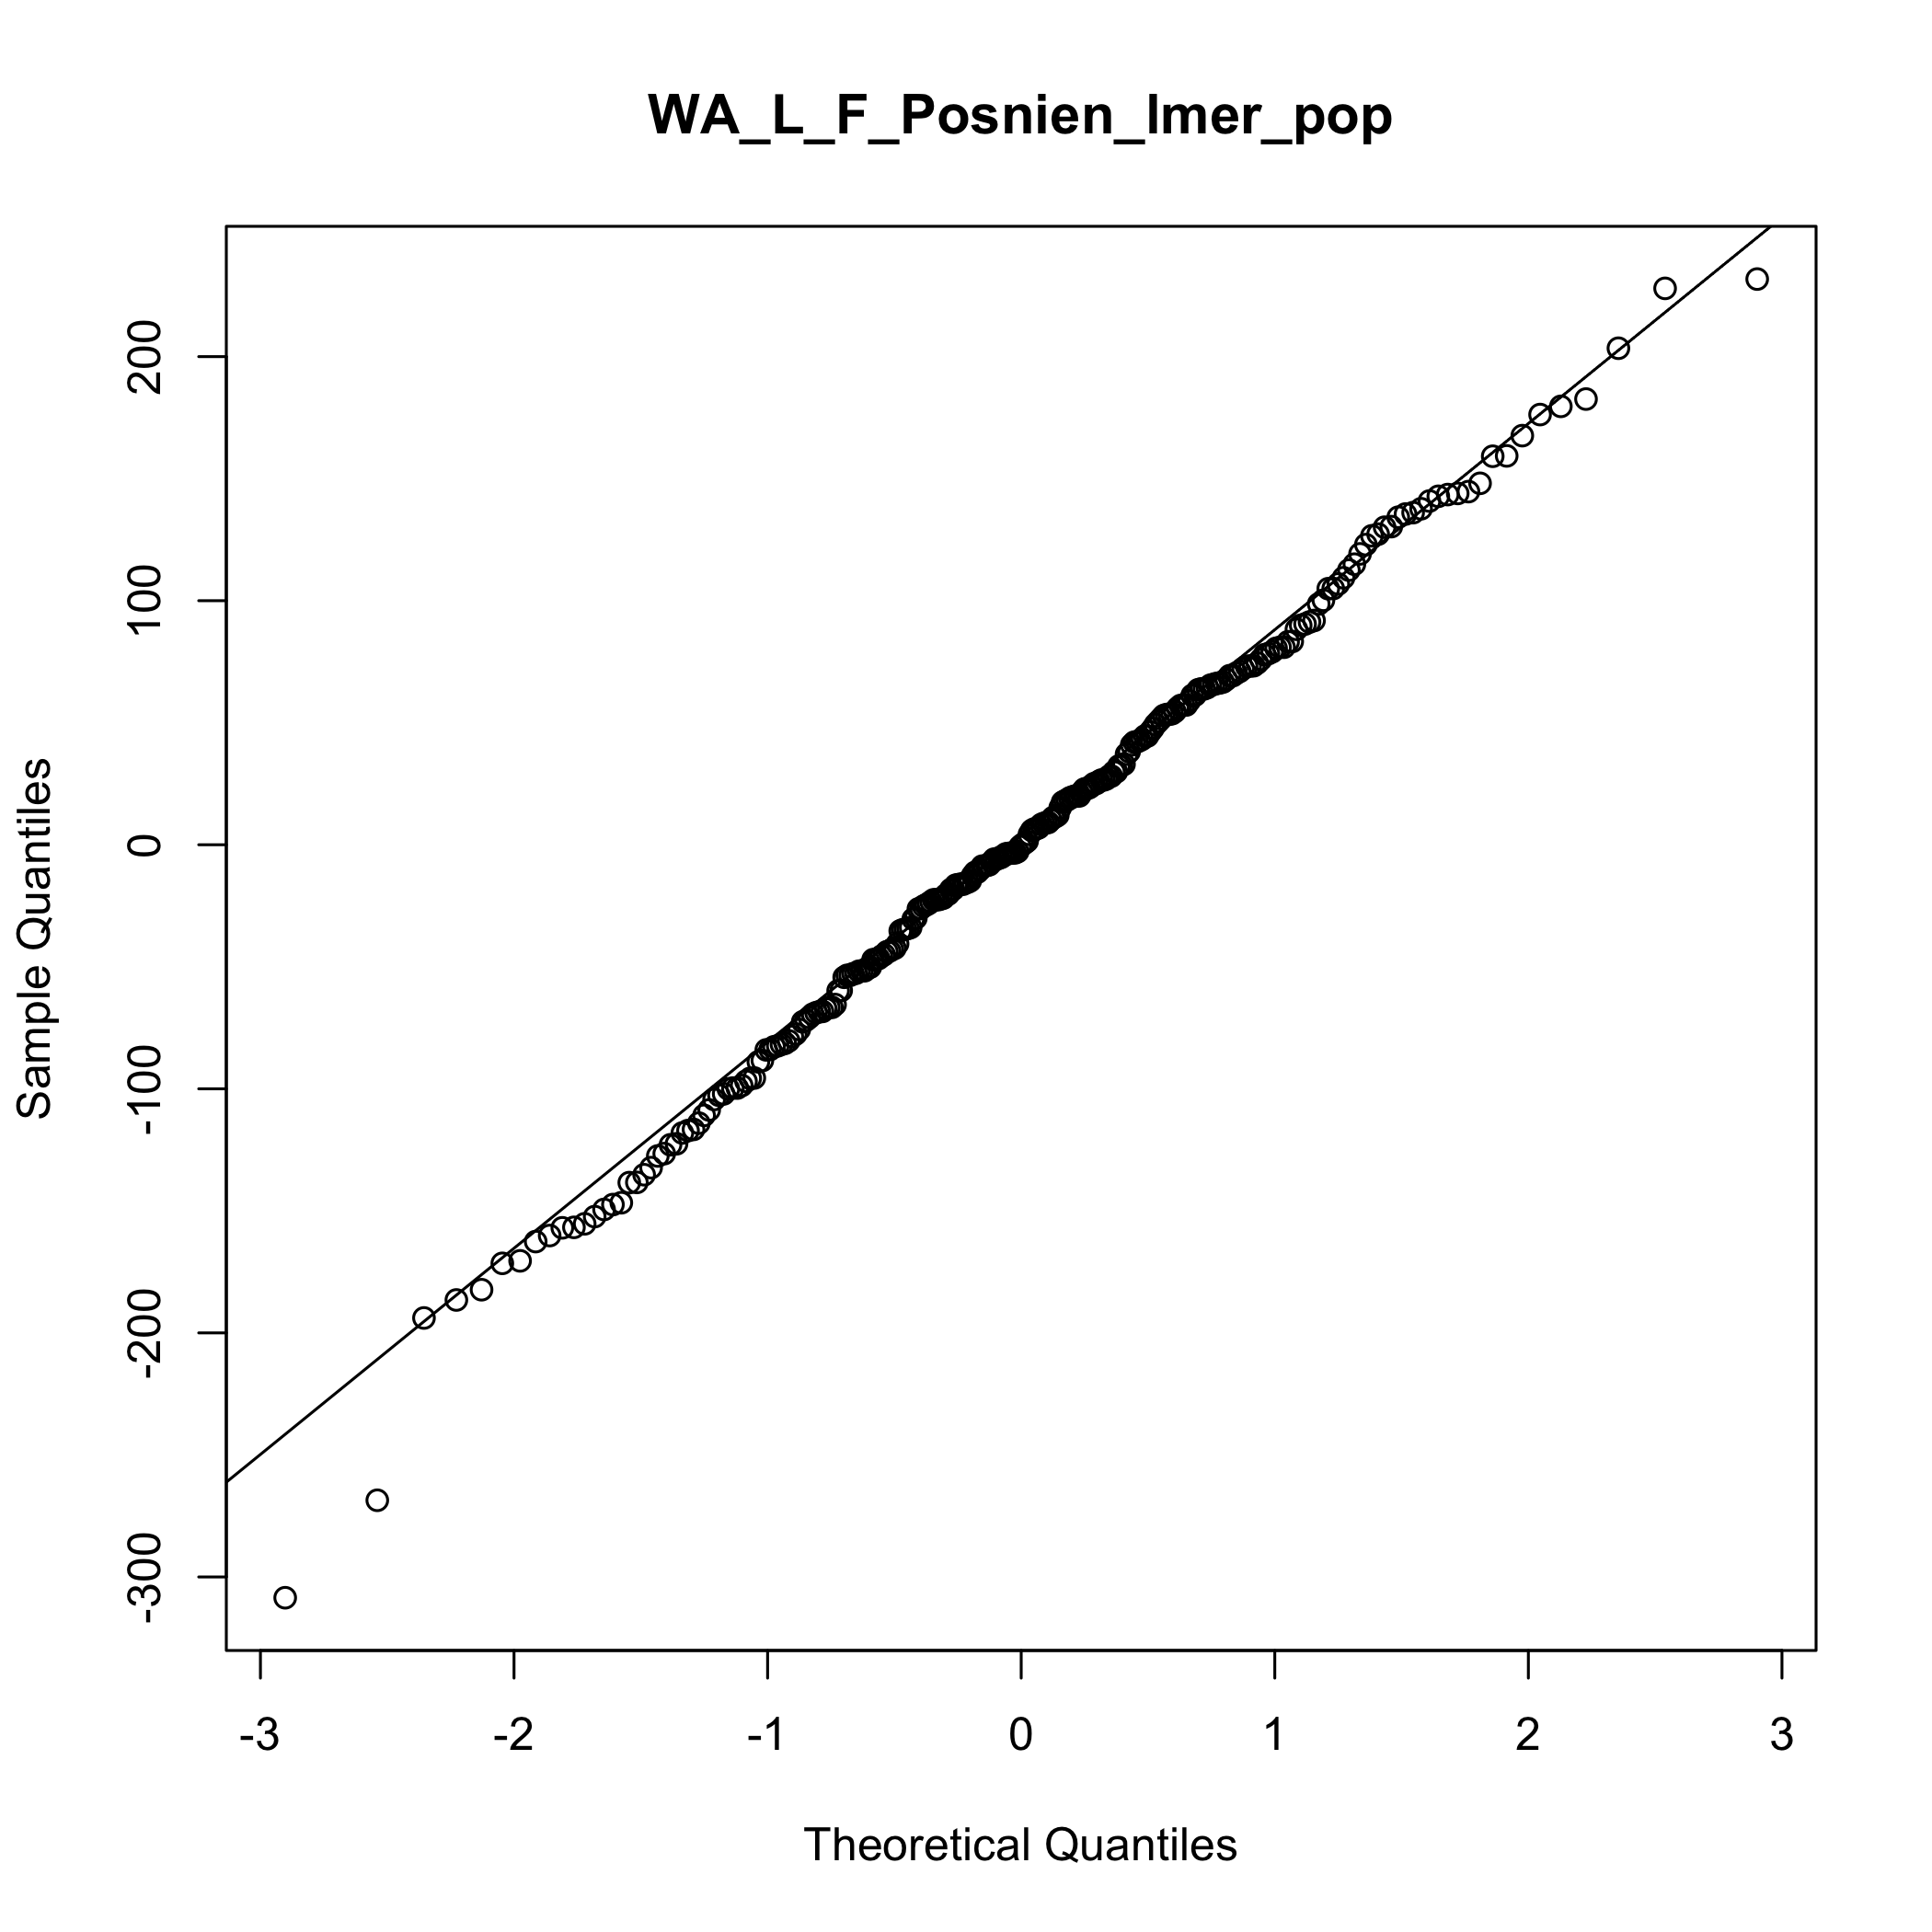 WA_L_F_Posnien_lmer_pop
Sample Quantiles
200
100
0
-100
-200
-300
-3 -2 -1 0 1 2 3
Theoretical Quantiles